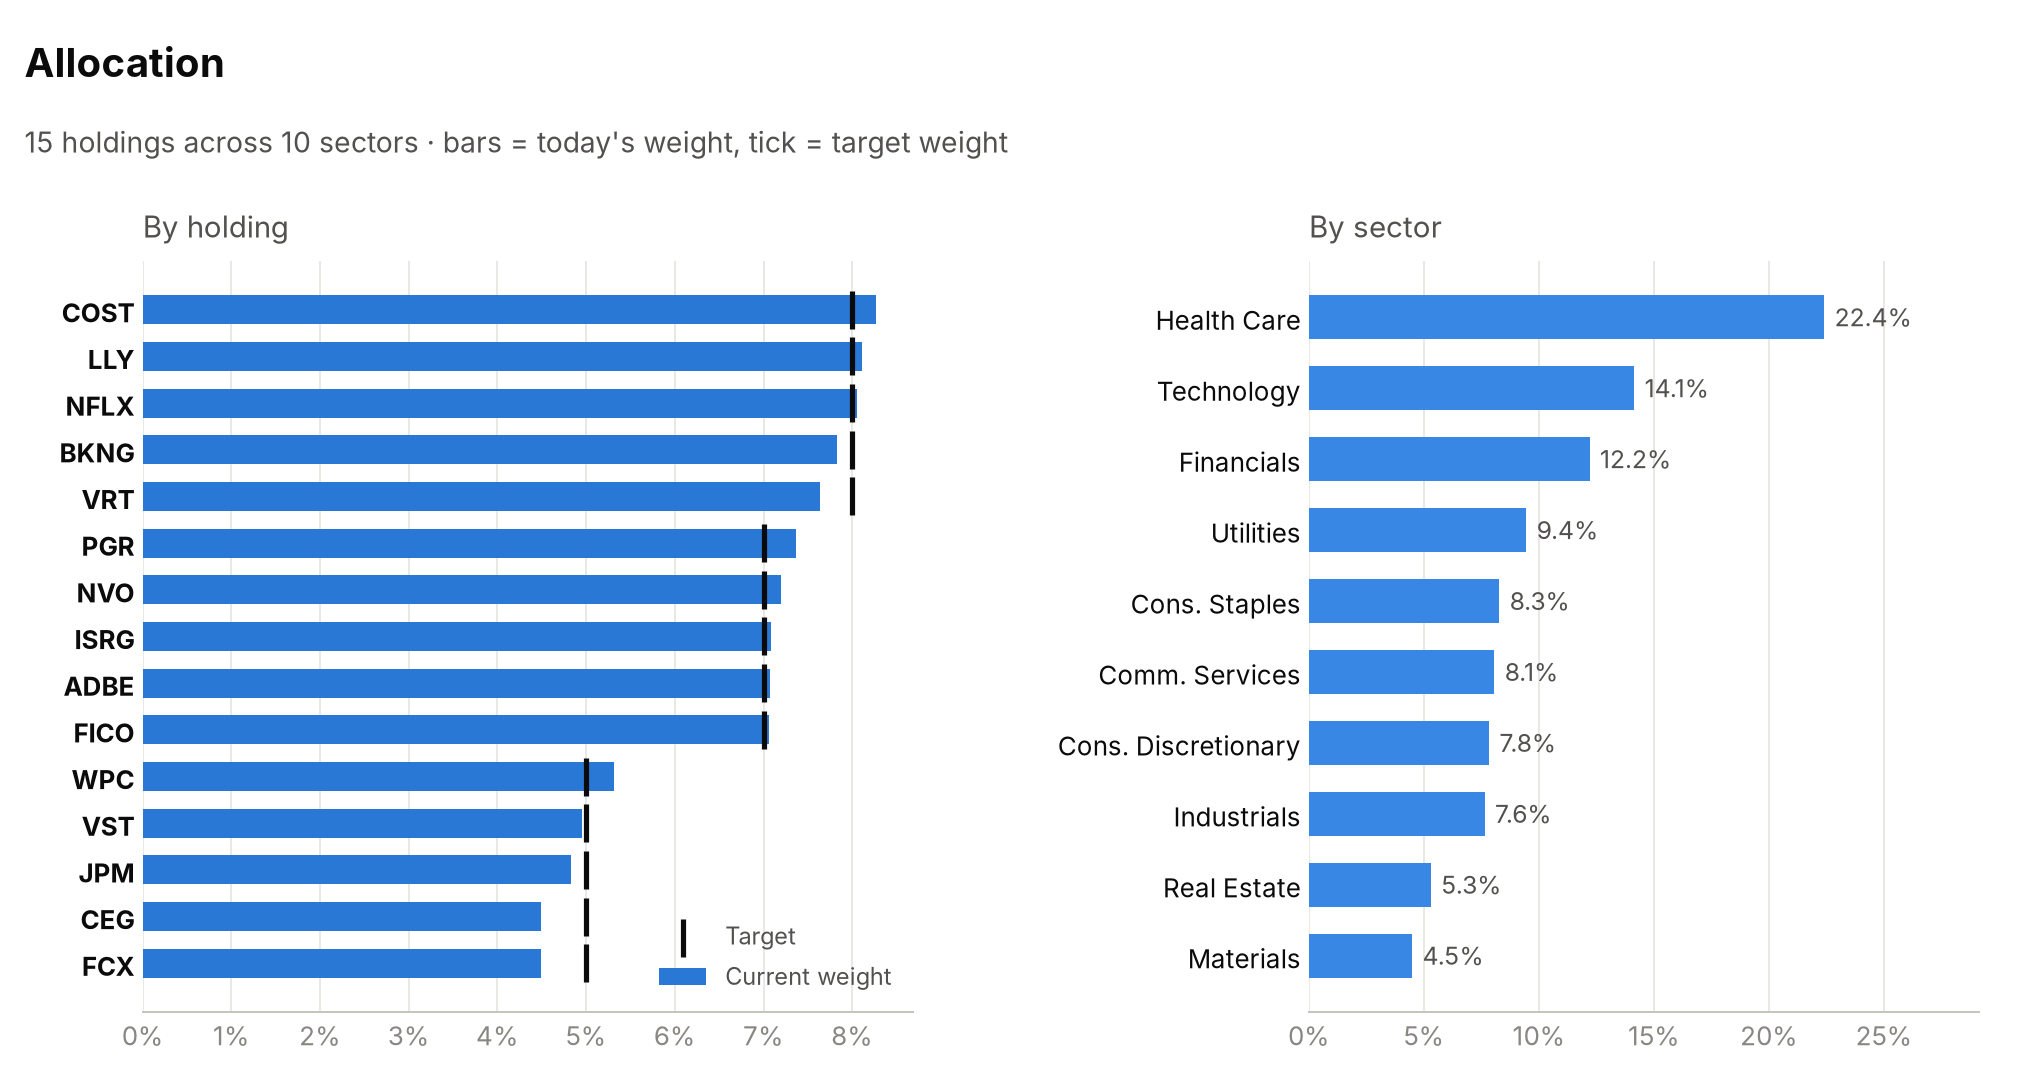 Allocation
15 holdings across 10 sectors · bars = today's weight, tick = target weight
By holding
COST
LLY
NFLX
BKNG
VRT
PGR
NVO
ISRG
ADBE
FICO
WPC
VST
JPM
CEG
FCX
Target
Current weight
0% 1% 2% 3% 4% 5% 6% 7% 8%
By sector
Health Care 22.4%
Technology 14.1%
Financials 12.2%
Utilities 9.4%
Cons. Staples 8.3%
Comm. Services 8.1%
Cons. Discretionary 7.8%
Industrials 7.6%
Real Estate 5.3%
Materials 4.5%
0% 5% 10% 15% 20% 25%